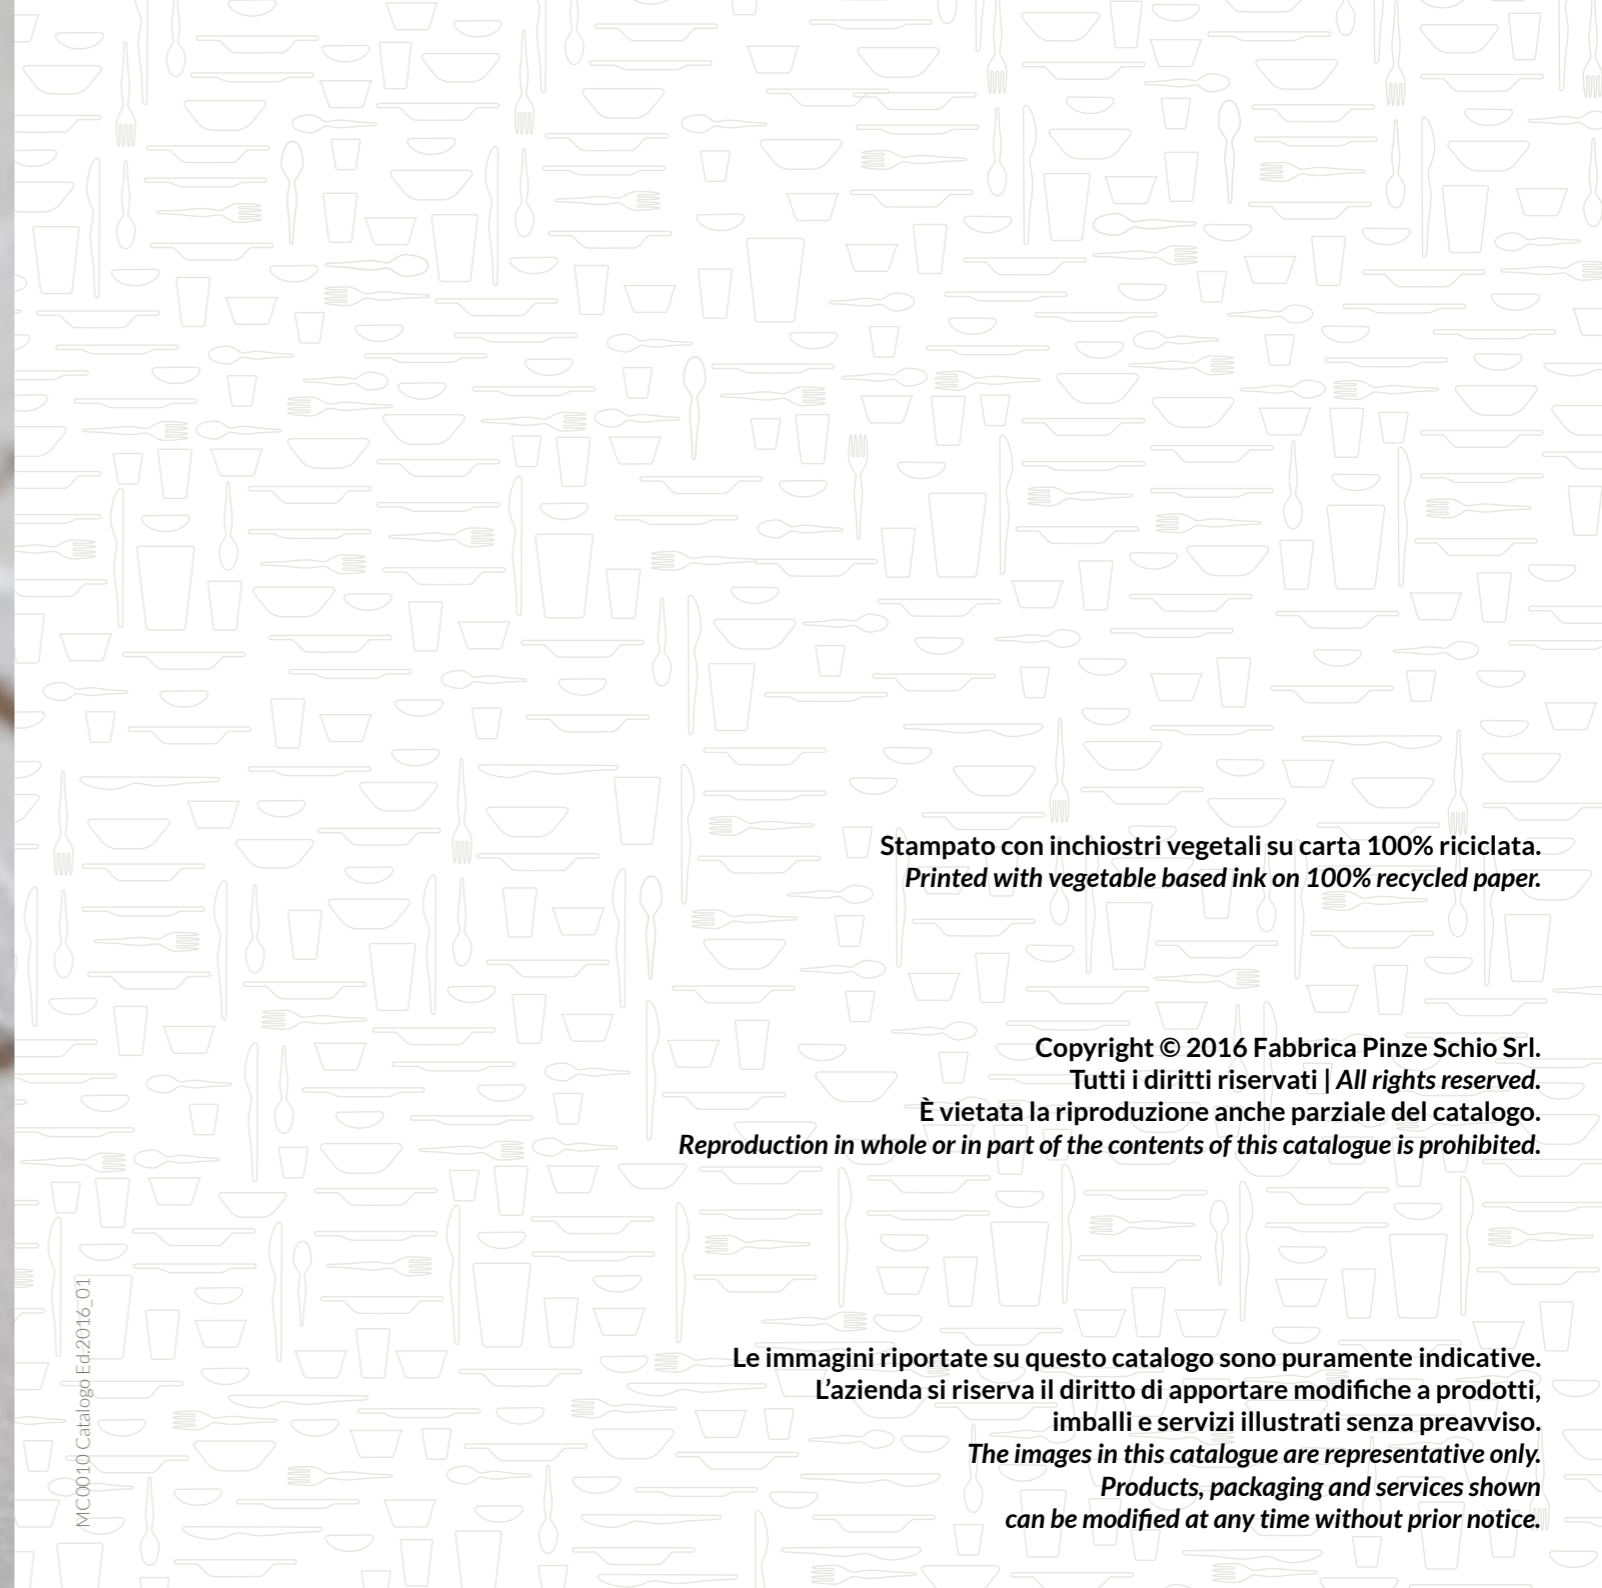 Stampato con inchiostri vegetali su carta 100% riciclata.
Printed with vegetable based ink on 100% recycled paper.
Copyright © 2016 Fabbrica Pinze Schio Srl.
Tutti i diritti riservati | All rights reserved.
È vietata la riproduzione anche parziale del catalogo.
Reproduction in whole or in part of the contents of this catalogue is prohibited.
Le immagini riportate su questo catalogo sono puramente indicative.
L’azienda si riserva il diritto di apportare modifiche a prodotti,
imballi e servizi illustrati senza preavviso.
The images in this catalogue are representative only.
Products, packaging and services shown
can be modified at any time without prior notice.
MC0010 Catalogo Ed.2016_01